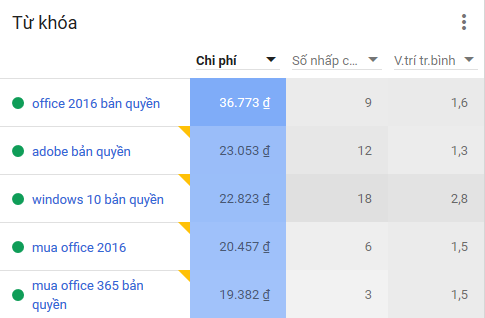 Từ khóa
Chi phí Số nhấp c... V.trí tr.bình
office 2016 bản quyền 36.773 ₫ 9 1,6
adobe bản quyền 23.053 ₫ 12 1,3
windows 10 bản quyền 22.823 ₫ 18 2,8
mua office 2016 20.457 ₫ 6 1,5
mua office 365 bản
quyền 19.382 ₫ 3 1,5